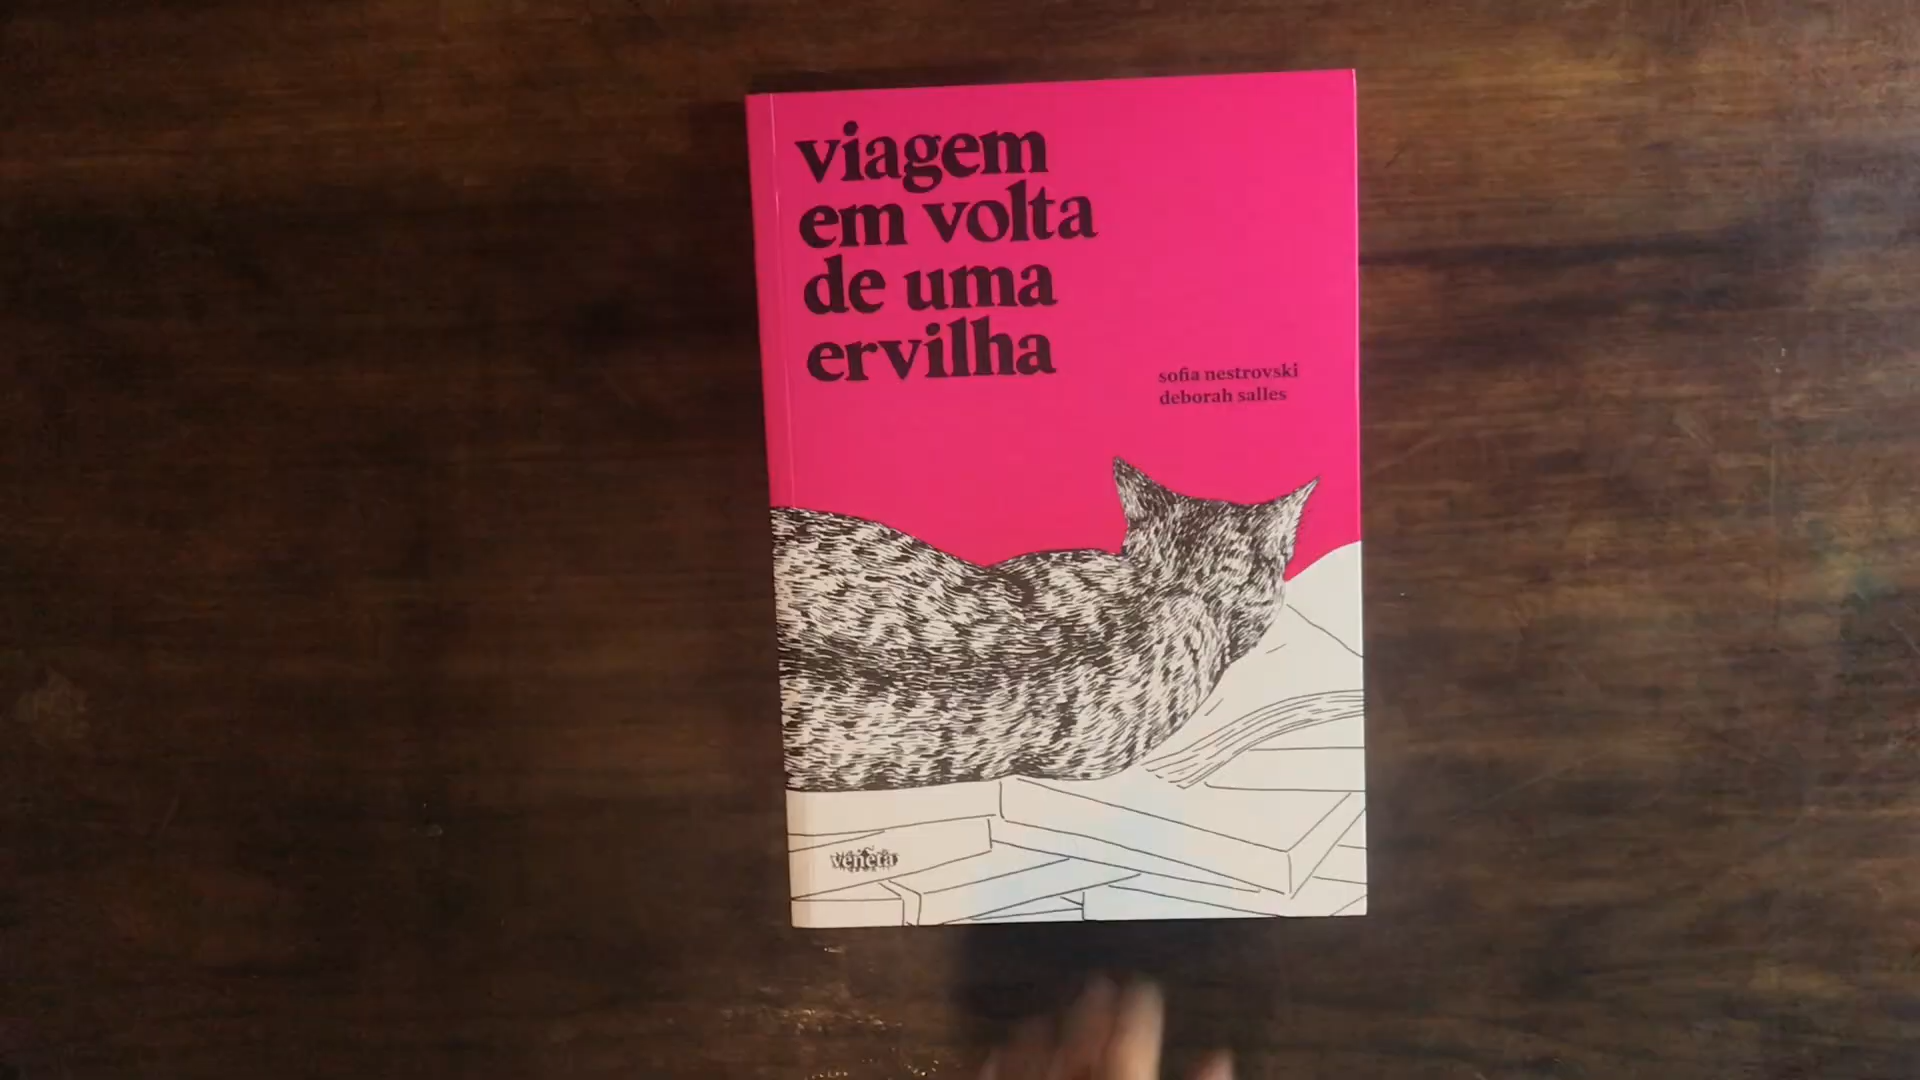 viagem
em volta
de uma
ervilha
sofia nestrovski
deborah salles
veneta